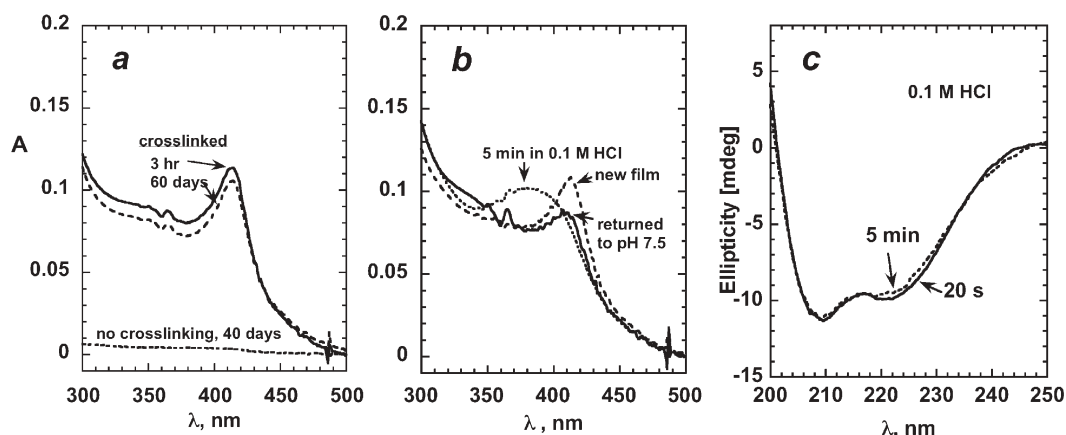 a
0.2
0.15
A
0.1
0.05
0
crosslinked
3 hr
60 days
no crosslinking, 40 days
300 350 400 450 500
λ, nm
b
0.2
0.15
0.1
0.05
0
5 min in 0.1 M HCl
new film
returned
to pH 7.5
300 350 400 450 500
λ , nm
c
0.1 M HCl
Ellipticity [mdeg]
5
0
-5
-10
-15
5 min
20 s
200 210 220 230 240 250
λ, nm